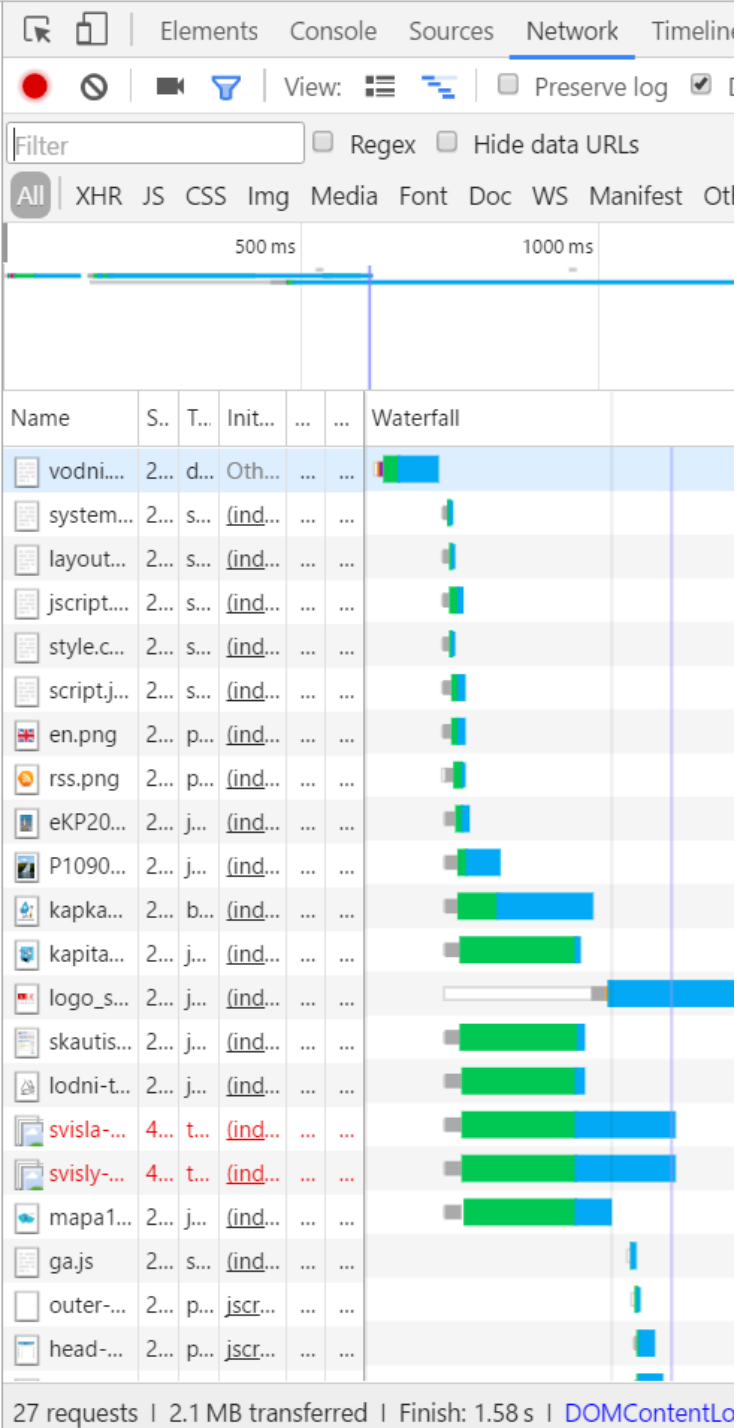 Elements Console Sources Network Timeline
View: Preserve log D
Filter Regex Hide data URLs
All XHR JS CSS Img Media Font Doc WS Manifest Oth
500 ms 1000 ms
Name S.. T... Init... ... ... Waterfall
vodni.... 2... d... Oth... ... ...
system... 2... s... (ind... ... ...
layout... 2... s... (ind... ... ...
jscript.... 2... s... (ind... ... ...
style.c... 2... s... (ind... ... ...
script.j... 2... s... (ind... ... ...
en.png 2... p... (ind... ... ...
rss.png 2... p... (ind... ... ...
eKP20... 2... j... (ind... ... ...
P1090... 2... j... (ind... ... ...
kapka... 2... b... (ind... ... ...
kapita... 2... j... (ind... ... ...
logo_s... 2... j... (ind... ... ...
skautis... 2... j... (ind... ... ...
lodni-t... 2... j... (ind... ... ...
svisla-... 4... t... (ind... ... ...
svisly-... 4... t... (ind... ... ...
mapa1... 2... j... (ind... ... ...
ga.js 2... s... (ind... ... ...
outer-... 2... p... jscr... ... ...
head-... 2... p... jscr... ... ...
27 requests | 2.1 MB transferred | Finish: 1.58 s | DOMContentLo